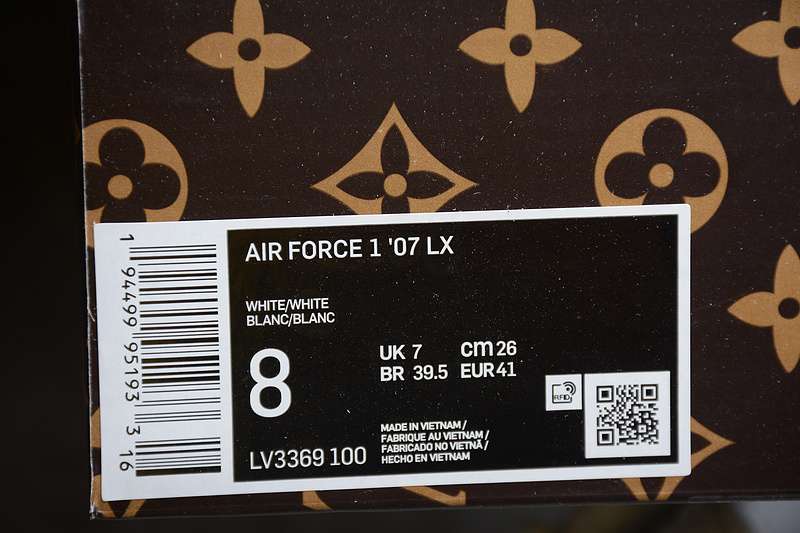 AIR FORCE 1 '07 LX
WHITE/WHITE
BLANC/BLANC
8
UK 7 cm 26
BR 39.5 EUR 41
RFID
LV3369 100
MADE IN VIETNAM /
FABRIQUE AU VIETNAM /
FABRICADO NO VIETNÃ /
HECHO EN VIETNAM
1 94499 95193 3 16